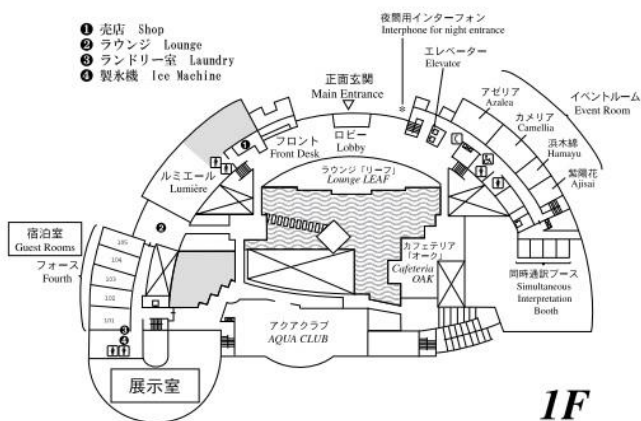 ❶ 売店 Shop
❷ ラウンジ Lounge
❸ ランドリー室 Laundry
❹ 製氷機 Ice Machine
夜間用インターフォン
Interphone for night entrance
*
エレベーター
Elevator
正面玄関
Main Entrance
アゼリア
Azalea
イベントルーム
Event Room
カメリア
Camellia
浜木綿
Hamayu
紫陽花
Ajisai
❶
フロント
Front Desk
ロビー
Lobby
ルミエール
Lumière
ラウンジ「リーフ」
Lounge LEAF
❷
宿泊室
Guest Rooms
フォース
Fourth
105
104
103
102
101
カフェテリア
「オーク」
Cafeteria
OAK
同時通訳ブース
Simultaneous
Interpretation
Booth
❸
❹
アクアクラブ
AQUA CLUB
展示室
1F